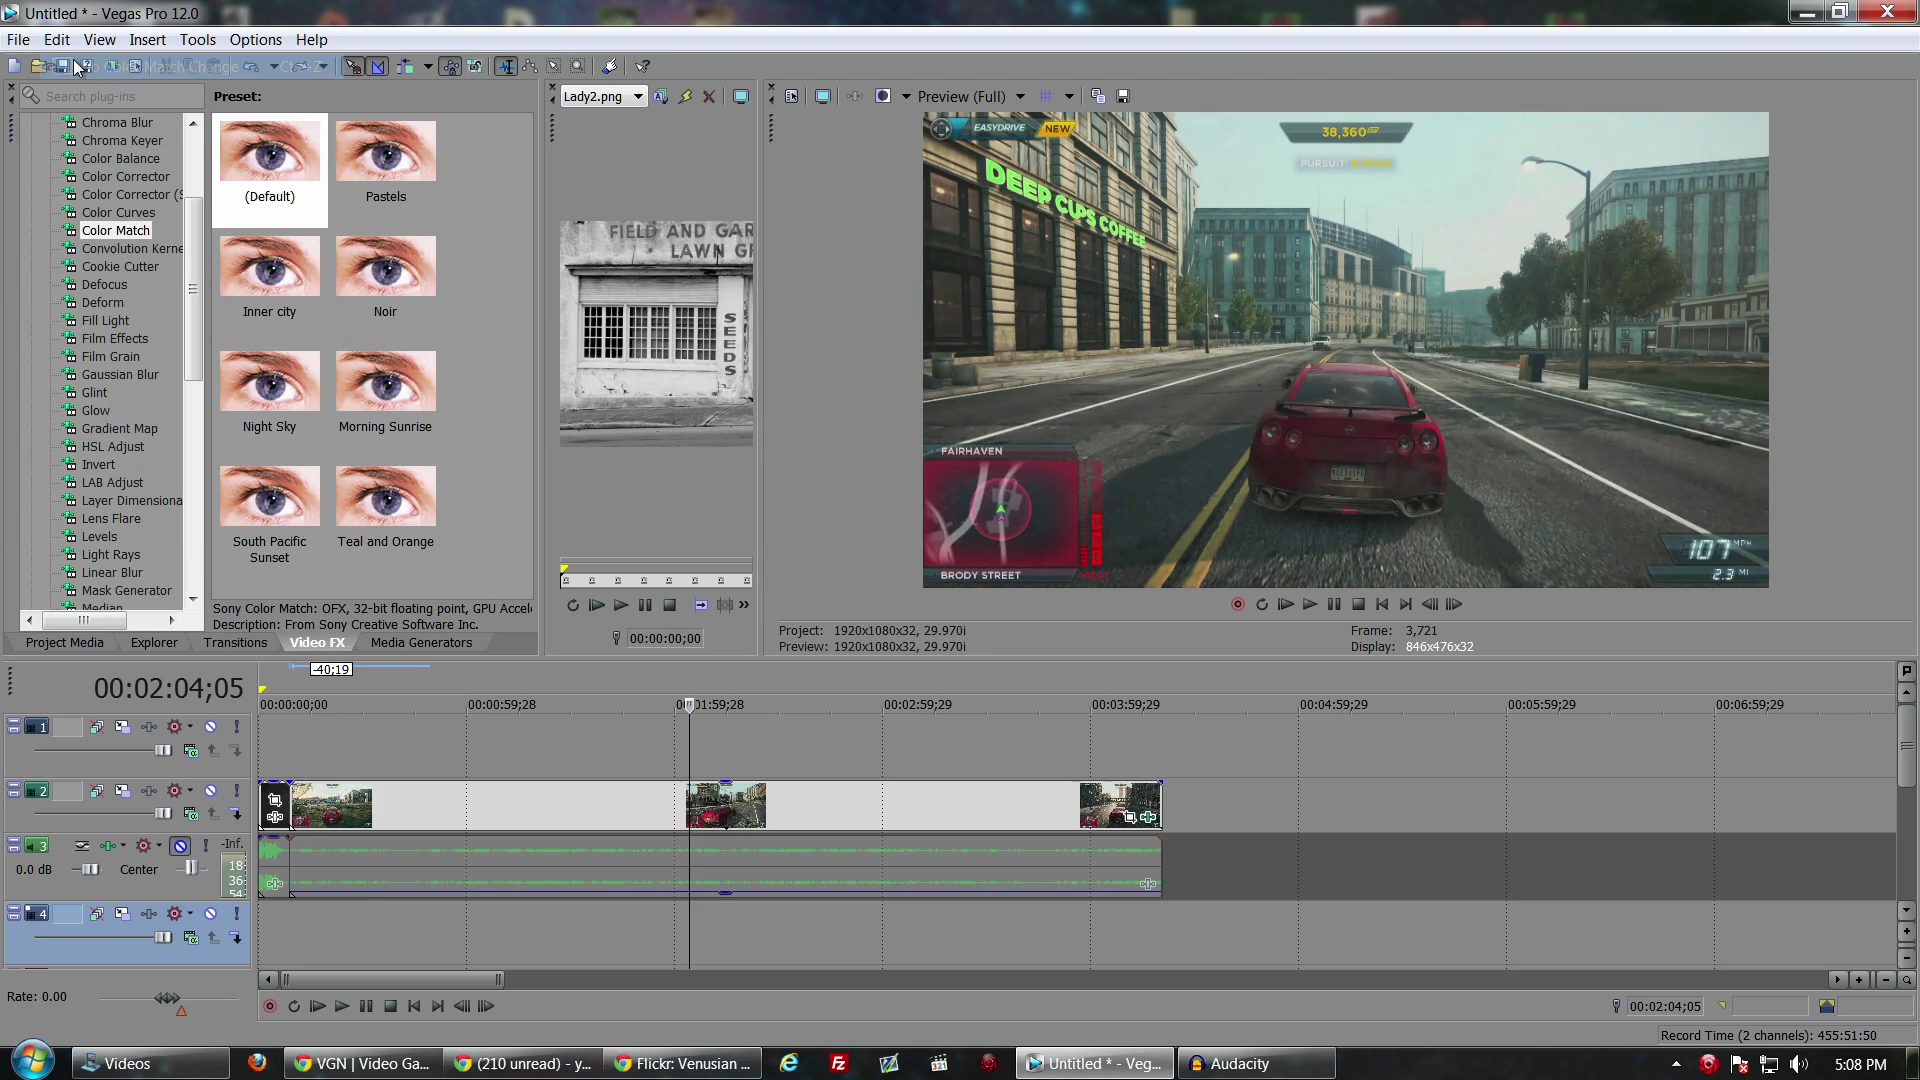 Untitled * - Vegas Pro 12.0
File Edit View Insert Tools Options Help
Color Match Change Ctrl+Z
Search plug-ins
Preset:
Lady2.png
Preview (Full)
Chroma Blur
Chroma Keyer
Color Balance
Color Corrector
Color Corrector (S
Color Curves
Color Match
Convolution Kerne
Cookie Cutter
Defocus
Deform
Fill Light
Film Effects
Film Grain
Gaussian Blur
Glint
Glow
Gradient Map
HSL Adjust
Invert
LAB Adjust
Layer Dimensiona
Lens Flare
Levels
Light Rays
Linear Blur
Mask Generator
Median
(Default) Pastels
Inner city Noir
Night Sky Morning Sunrise
South Pacific Sunset Teal and Orange
Sony Color Match: OFX, 32-bit floating point, GPU Accele
Description: From Sony Creative Software Inc.
Project Media Explorer Transitions Video FX Media Generators
FIELD AND GAR
LAWN GR
SEEDS
00:00:00;00
EASYDRIVE NEW
38,360
PURSUIT
DEEP CUPS COFFEE
FAIRHAVEN
BRODY STREET
107 MPH
2.3 MI
Project: 1920x1080x32, 29.970i
Preview: 1920x1080x32, 29.970i
Frame: 3,721
Display: 846x476x32
-40;19
00:02:04;05
00:00:00;00 00:00:59;28 00:01:59;28 00:02:59;29 00:03:59;29 00:04:59;29 00:05:59;29 00:06:59;29
1
2
3
-Inf.
0.0 dB Center
18
36
54
4
Rate: 0.00
00:02:04;05
Record Time (2 channels): 455:51:50
Videos
VGN | Video Ga...
(210 unread) - y...
Flickr: Venusian ...
Untitled * - Veg...
Audacity
5:08 PM